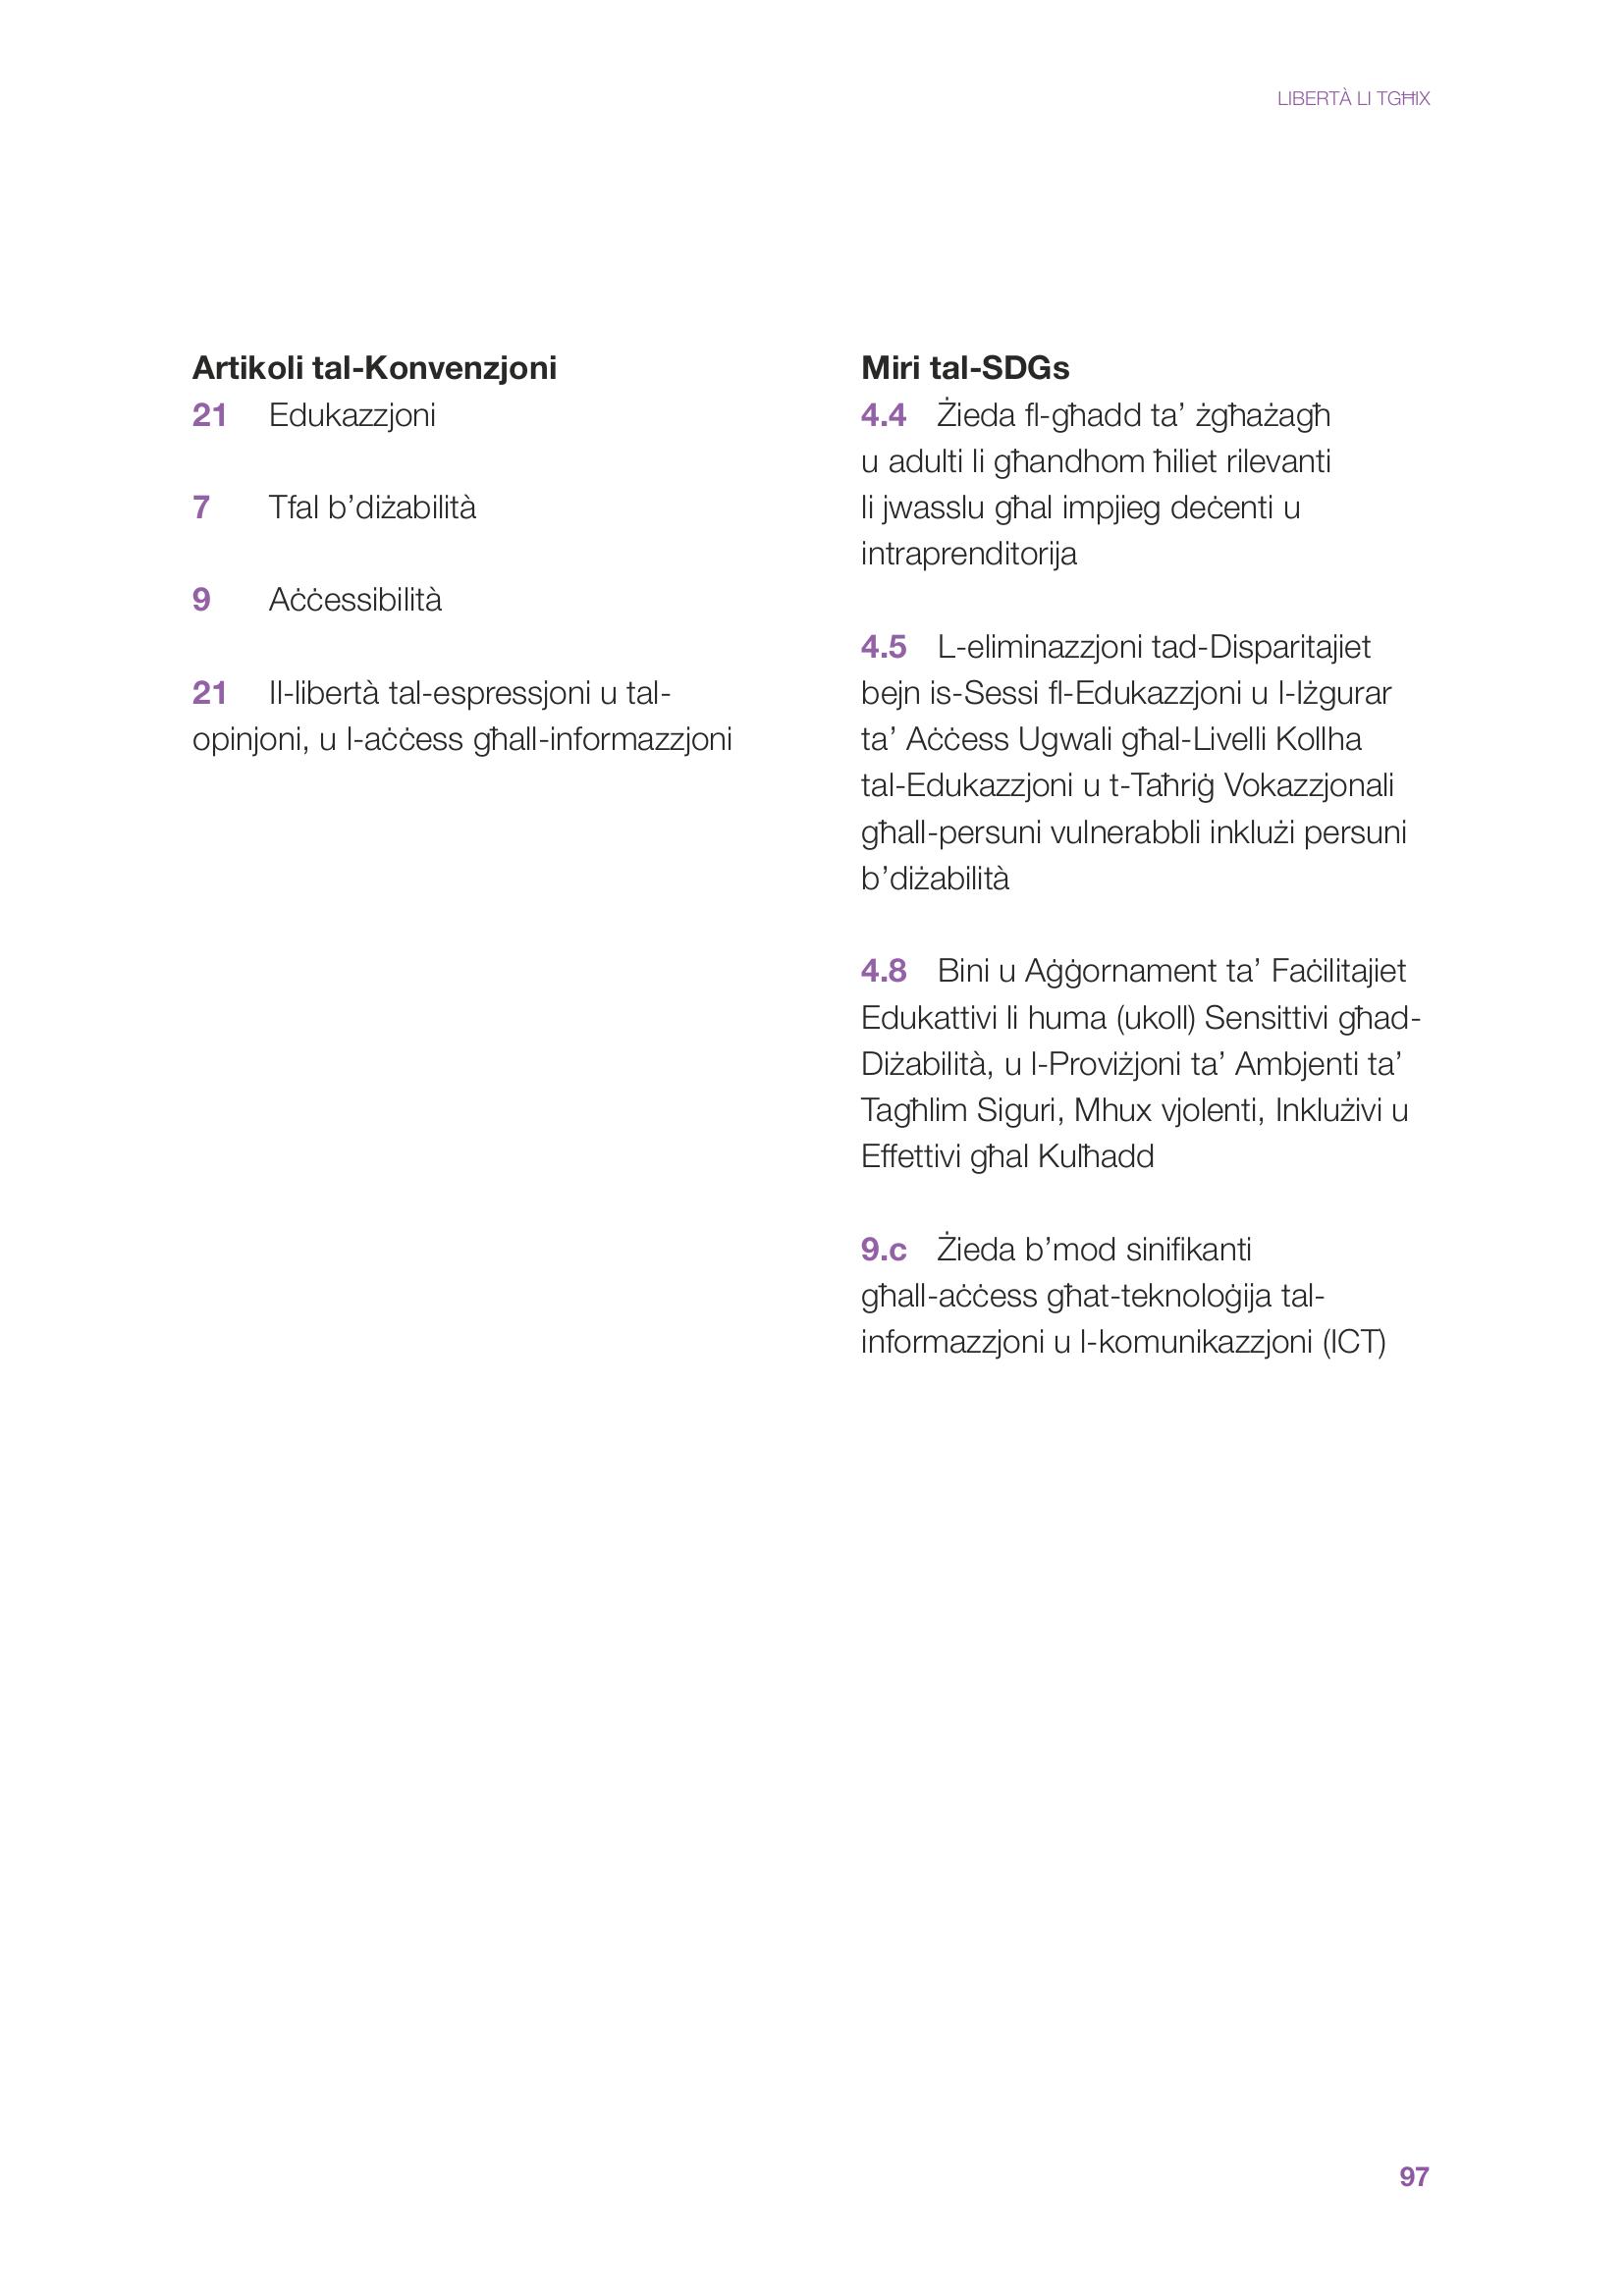 LIBERTÀ LI TGĦIX
Artikoli tal-Konvenzjoni
21 Edukazzjoni
7 Tfal b’diżabilità
9 Aċċessibilità
21 Il-libertà tal-espressjoni u tal-
opinjoni, u l-aċċess għall-informazzjoni
Miri tal-SDGs
4.4 Żieda fl-għadd ta’ żgħażagħ
u adulti li għandhom ħiliet rilevanti
li jwasslu għal impjieg deċenti u
intraprenditorija
4.5 L-eliminazzjoni tad-Disparitajiet
bejn is-Sessi fl-Edukazzjoni u l-Iżgurar
ta’ Aċċess Ugwali għal-Livelli Kollha
tal-Edukazzjoni u t-Taħriġ Vokazzjonali
għall-persuni vulnerabbli inklużi persuni
b’diżabilità
4.8 Bini u Aġġornament ta’ Faċilitajiet
Edukattivi li huma (ukoll) Sensittivi għad-
Diżabilità, u l-Proviżjoni ta’ Ambjenti ta’
Tagħlim Siguri, Mhux vjolenti, Inklużivi u
Effettivi għal Kulħadd
9.c Żieda b’mod sinifikanti
għall-aċċess għat-teknoloġija tal-
informazzjoni u l-komunikazzjoni (ICT)
97